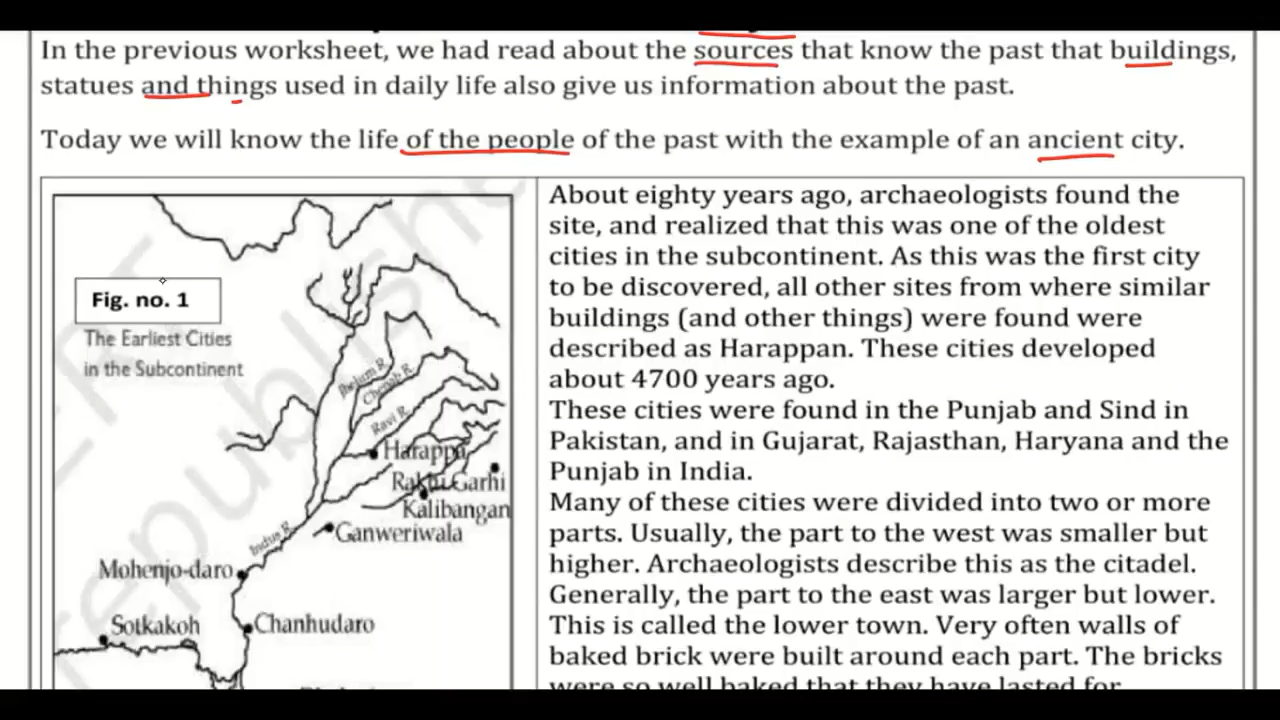 In the previous worksheet, we had read about the sources that know the past that buildings,
statues and things used in daily life also give us information about the past.
Today we will know the life of the people of the past with the example of an ancient city.
Fig. no. 1
The Earliest Cities
in the Subcontinent
Jhelum R.
Chenab R.
Ravi R.
Harappa
Rakhi Garhi
Kalibangan
Indus R.
Ganweriwala
Mohenjo-daro
Sotkakoh
Chanhudaro
About eighty years ago, archaeologists found the
site, and realized that this was one of the oldest
cities in the subcontinent. As this was the first city
to be discovered, all other sites from where similar
buildings (and other things) were found were
described as Harappan. These cities developed
about 4700 years ago.
These cities were found in the Punjab and Sind in
Pakistan, and in Gujarat, Rajasthan, Haryana and the
Punjab in India.
Many of these cities were divided into two or more
parts. Usually, the part to the west was smaller but
higher. Archaeologists describe this as the citadel.
Generally, the part to the east was larger but lower.
This is called the lower town. Very often walls of
baked brick were built around each part. The bricks
were so well baked that they have lasted for